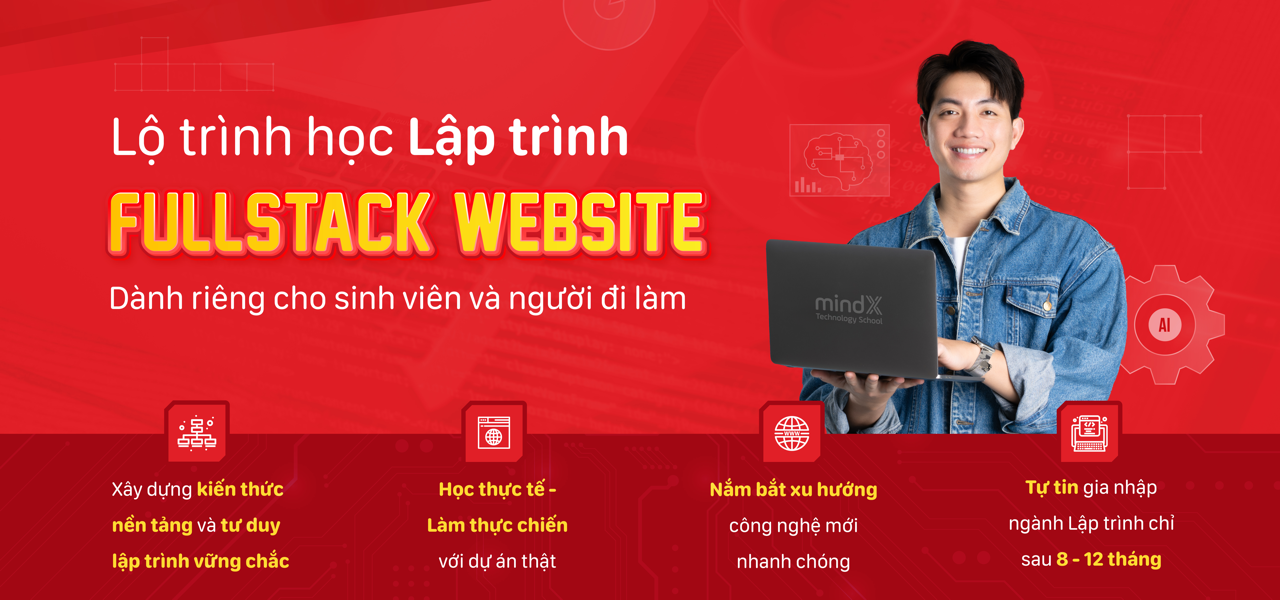 Lộ trình học Lập trình
FULLSTACK WEBSITE
Dành riêng cho sinh viên và người đi làm
mindX
Technology School
AI
Xây dựng kiến thức
nền tảng và tư duy
lập trình vững chắc
Học thực tế -
Làm thực chiến
với dự án thật
WWW
Nắm bắt xu hướng
công nghệ mới
nhanh chóng
Tự tin gia nhập
ngành Lập trình chỉ
sau 8 - 12 tháng